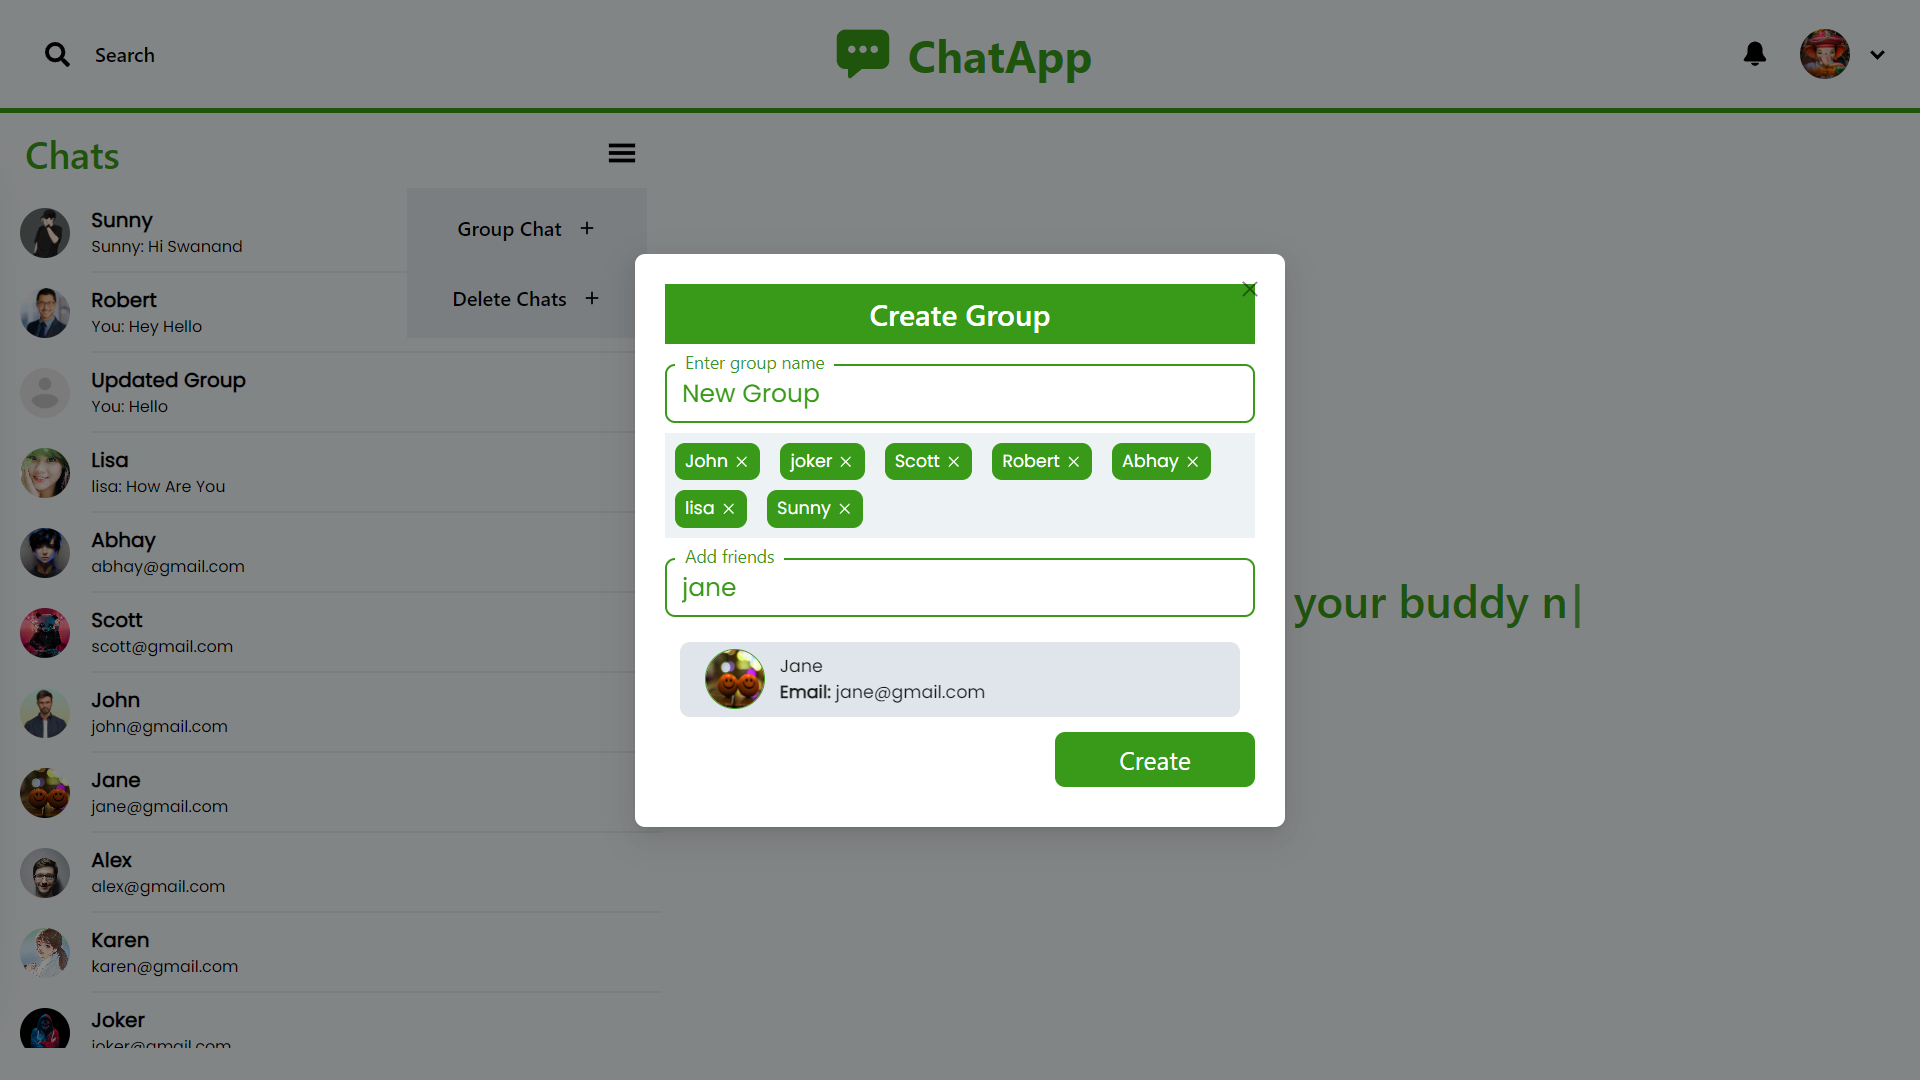 Search
ChatApp
Chats
Sunny
Sunny: Hi Swanand
Robert
You: Hey Hello
Updated Group
You: Hello
Lisa
lisa: How Are You
Abhay
abhay@gmail.com
Scott
scott@gmail.com
John
john@gmail.com
Jane
jane@gmail.com
Alex
alex@gmail.com
Karen
karen@gmail.com
Joker
joker@gmail.com
Group Chat +
Delete Chats +
Create Group
Enter group name
New Group
John × joker × Scott × Robert × Abhay ×
lisa × Sunny ×
Add friends
jane
Jane
Email: jane@gmail.com
Create
your buddy n|